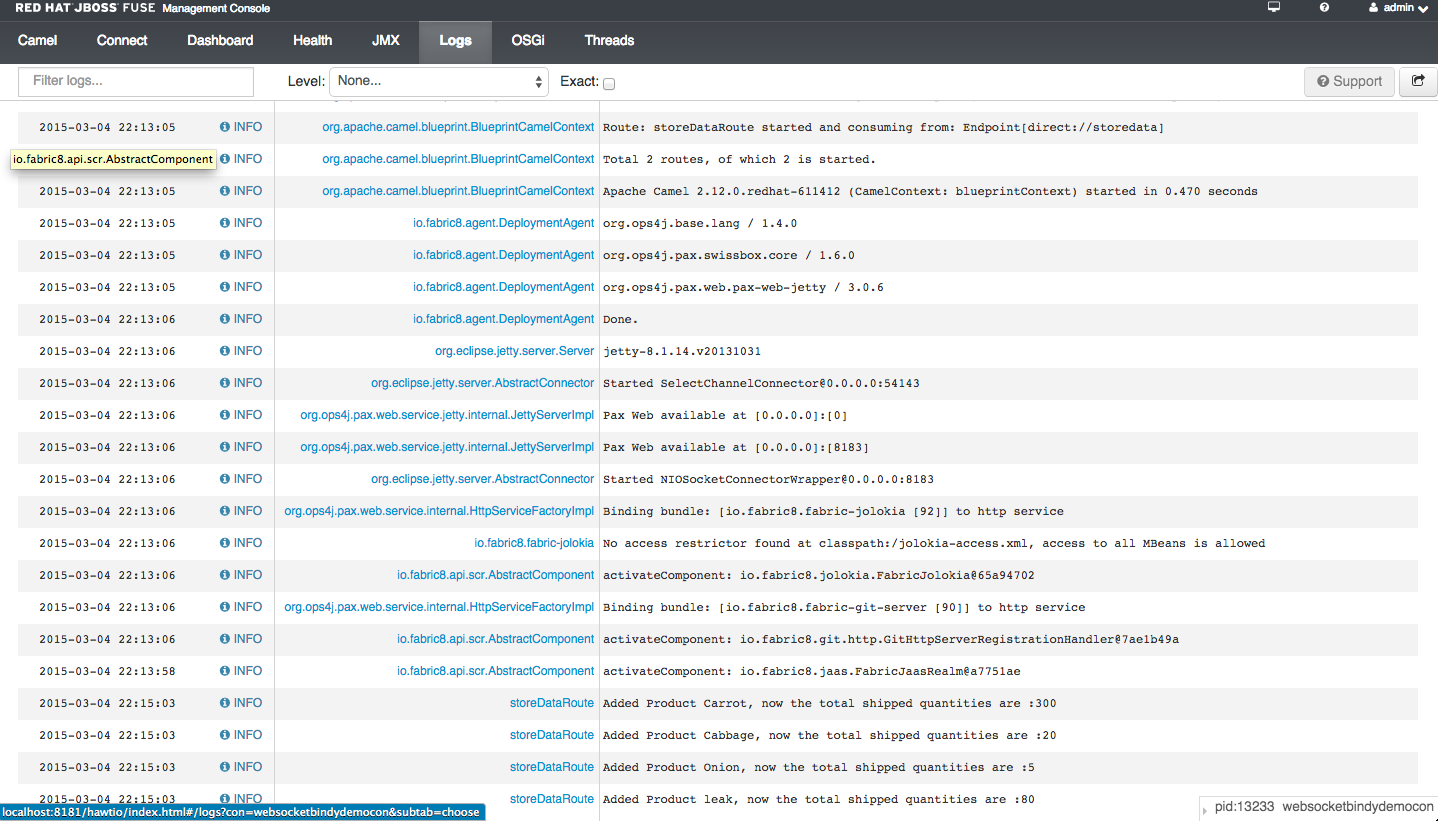 RED HAT JBOSS FUSE Management Console
admin
Camel Connect Dashboard Health JMX Logs OSGi Threads
Filter logs... Level: None... Exact: Support
2015-03-04 22:13:05 INFO org.apache.camel.blueprint.BlueprintCamelContext Route: storeDataRoute started and consuming from: Endpoint[direct://storedata]
io.fabric8.api.scr.AbstractComponent INFO org.apache.camel.blueprint.BlueprintCamelContext Total 2 routes, of which 2 is started.
2015-03-04 22:13:05 INFO org.apache.camel.blueprint.BlueprintCamelContext Apache Camel 2.12.0.redhat-611412 (CamelContext: blueprintContext) started in 0.470 seconds
2015-03-04 22:13:05 INFO io.fabric8.agent.DeploymentAgent org.ops4j.base.lang / 1.4.0
2015-03-04 22:13:05 INFO io.fabric8.agent.DeploymentAgent org.ops4j.pax.swissbox.core / 1.6.0
2015-03-04 22:13:05 INFO io.fabric8.agent.DeploymentAgent org.ops4j.pax.web.pax-web-jetty / 3.0.6
2015-03-04 22:13:06 INFO io.fabric8.agent.DeploymentAgent Done.
2015-03-04 22:13:06 INFO org.eclipse.jetty.server.Server jetty-8.1.14.v20131031
2015-03-04 22:13:06 INFO org.eclipse.jetty.server.AbstractConnector Started SelectChannelConnector@0.0.0.0:54143
2015-03-04 22:13:06 INFO org.ops4j.pax.web.service.jetty.internal.JettyServerImpl Pax Web available at [0.0.0.0]:[0]
2015-03-04 22:13:06 INFO org.ops4j.pax.web.service.jetty.internal.JettyServerImpl Pax Web available at [0.0.0.0]:[8183]
2015-03-04 22:13:06 INFO org.eclipse.jetty.server.AbstractConnector Started NIOSocketConnectorWrapper@0.0.0.0:8183
2015-03-04 22:13:06 INFO org.ops4j.pax.web.service.internal.HttpServiceFactoryImpl Binding bundle: [io.fabric8.fabric-jolokia [92]] to http service
2015-03-04 22:13:06 INFO io.fabric8.fabric-jolokia No access restrictor found at classpath:/jolokia-access.xml, access to all MBeans is allowed
2015-03-04 22:13:06 INFO io.fabric8.api.scr.AbstractComponent activateComponent: io.fabric8.jolokia.FabricJolokia@65a94702
2015-03-04 22:13:06 INFO org.ops4j.pax.web.service.internal.HttpServiceFactoryImpl Binding bundle: [io.fabric8.fabric-git-server [90]] to http service
2015-03-04 22:13:06 INFO io.fabric8.api.scr.AbstractComponent activateComponent: io.fabric8.git.http.GitHttpServerRegistrationHandler@7ae1b49a
2015-03-04 22:13:58 INFO io.fabric8.api.scr.AbstractComponent activateComponent: io.fabric8.jaas.FabricJaasRealm@a7751ae
2015-03-04 22:15:03 INFO storeDataRoute Added Product Carrot, now the total shipped quantities are :300
2015-03-04 22:15:03 INFO storeDataRoute Added Product Cabbage, now the total shipped quantities are :20
2015-03-04 22:15:03 INFO storeDataRoute Added Product Onion, now the total shipped quantities are :5
2015-03-04 22:15:03 INFO storeDataRoute Added Product leak, now the total shipped quantities are :80
localhost:8181/hawtio/index.html#/logs?con=websocketbindydemocon&subtab=choose
pid:13233 websocketbindydemocon